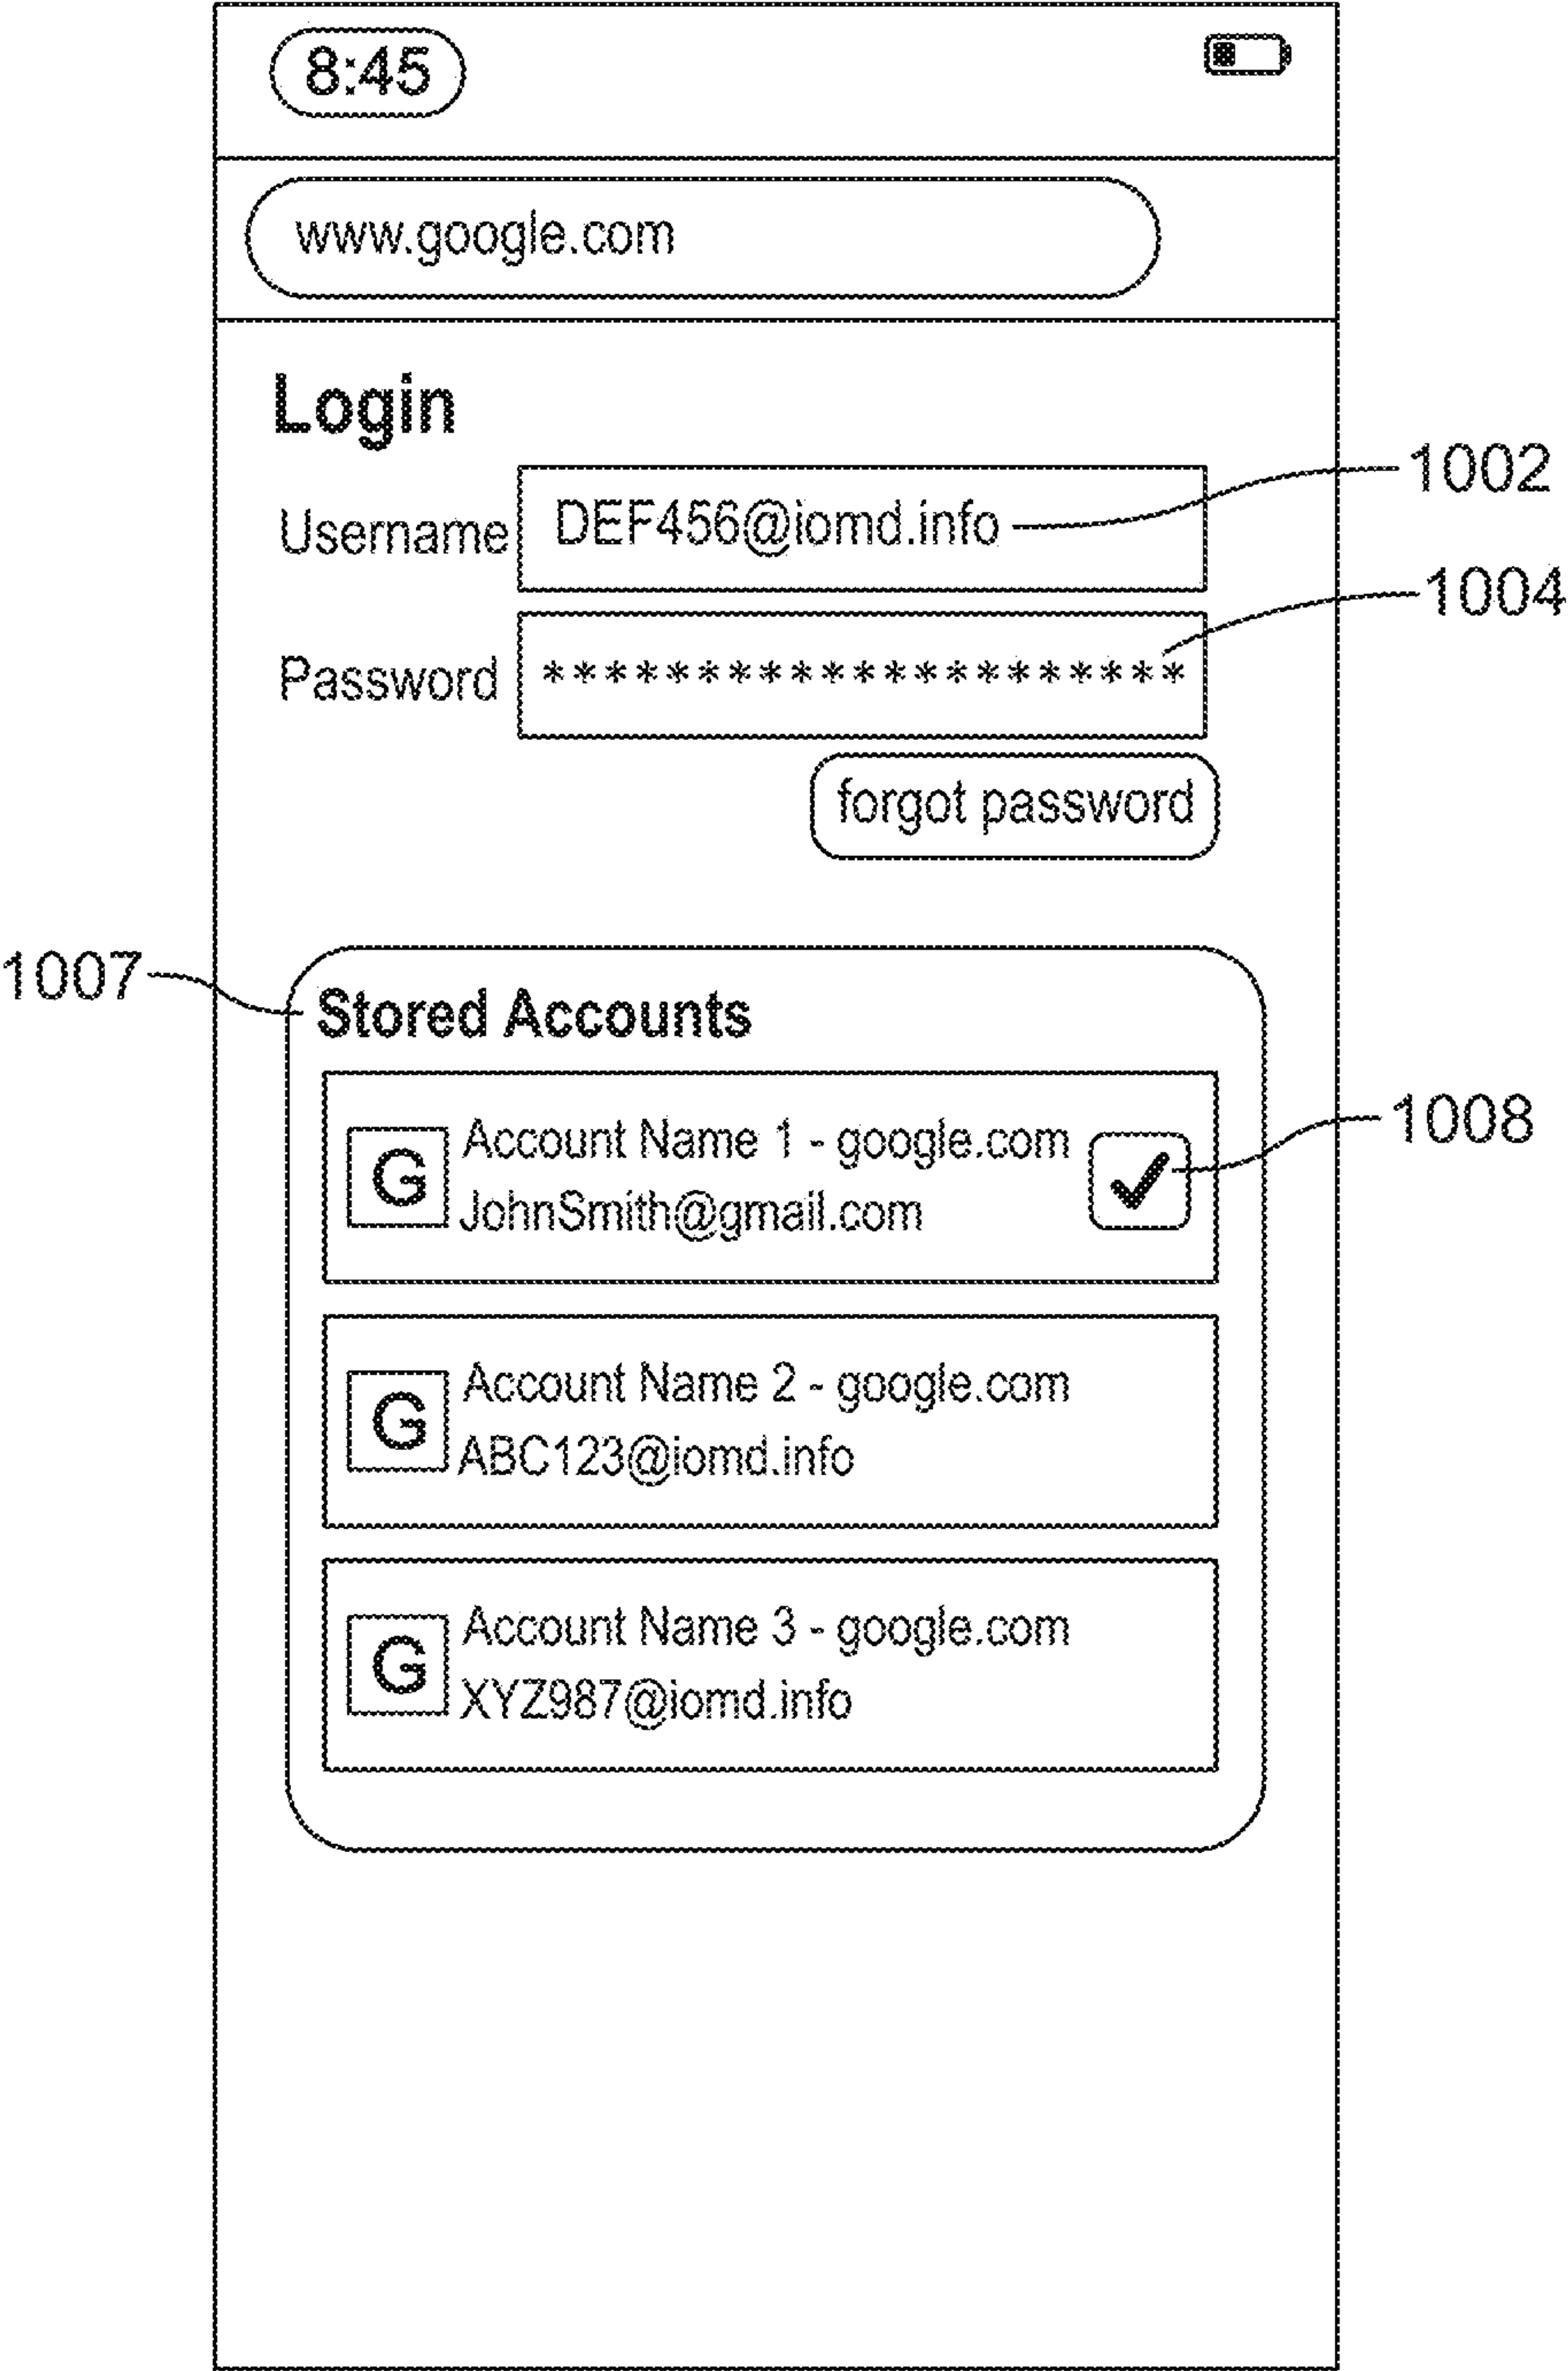 8:45
www.google.com
Login
Username DEF456@iomd.info 1002
1004
Password *********************
forgot password
1007 Stored Accounts
G Account Name 1 - google.com 1008
JohnSmith@gmail.com
G Account Name 2 - google.com
ABC123@iomd.info
G Account Name 3 - google.com
XYZ987@iomd.info